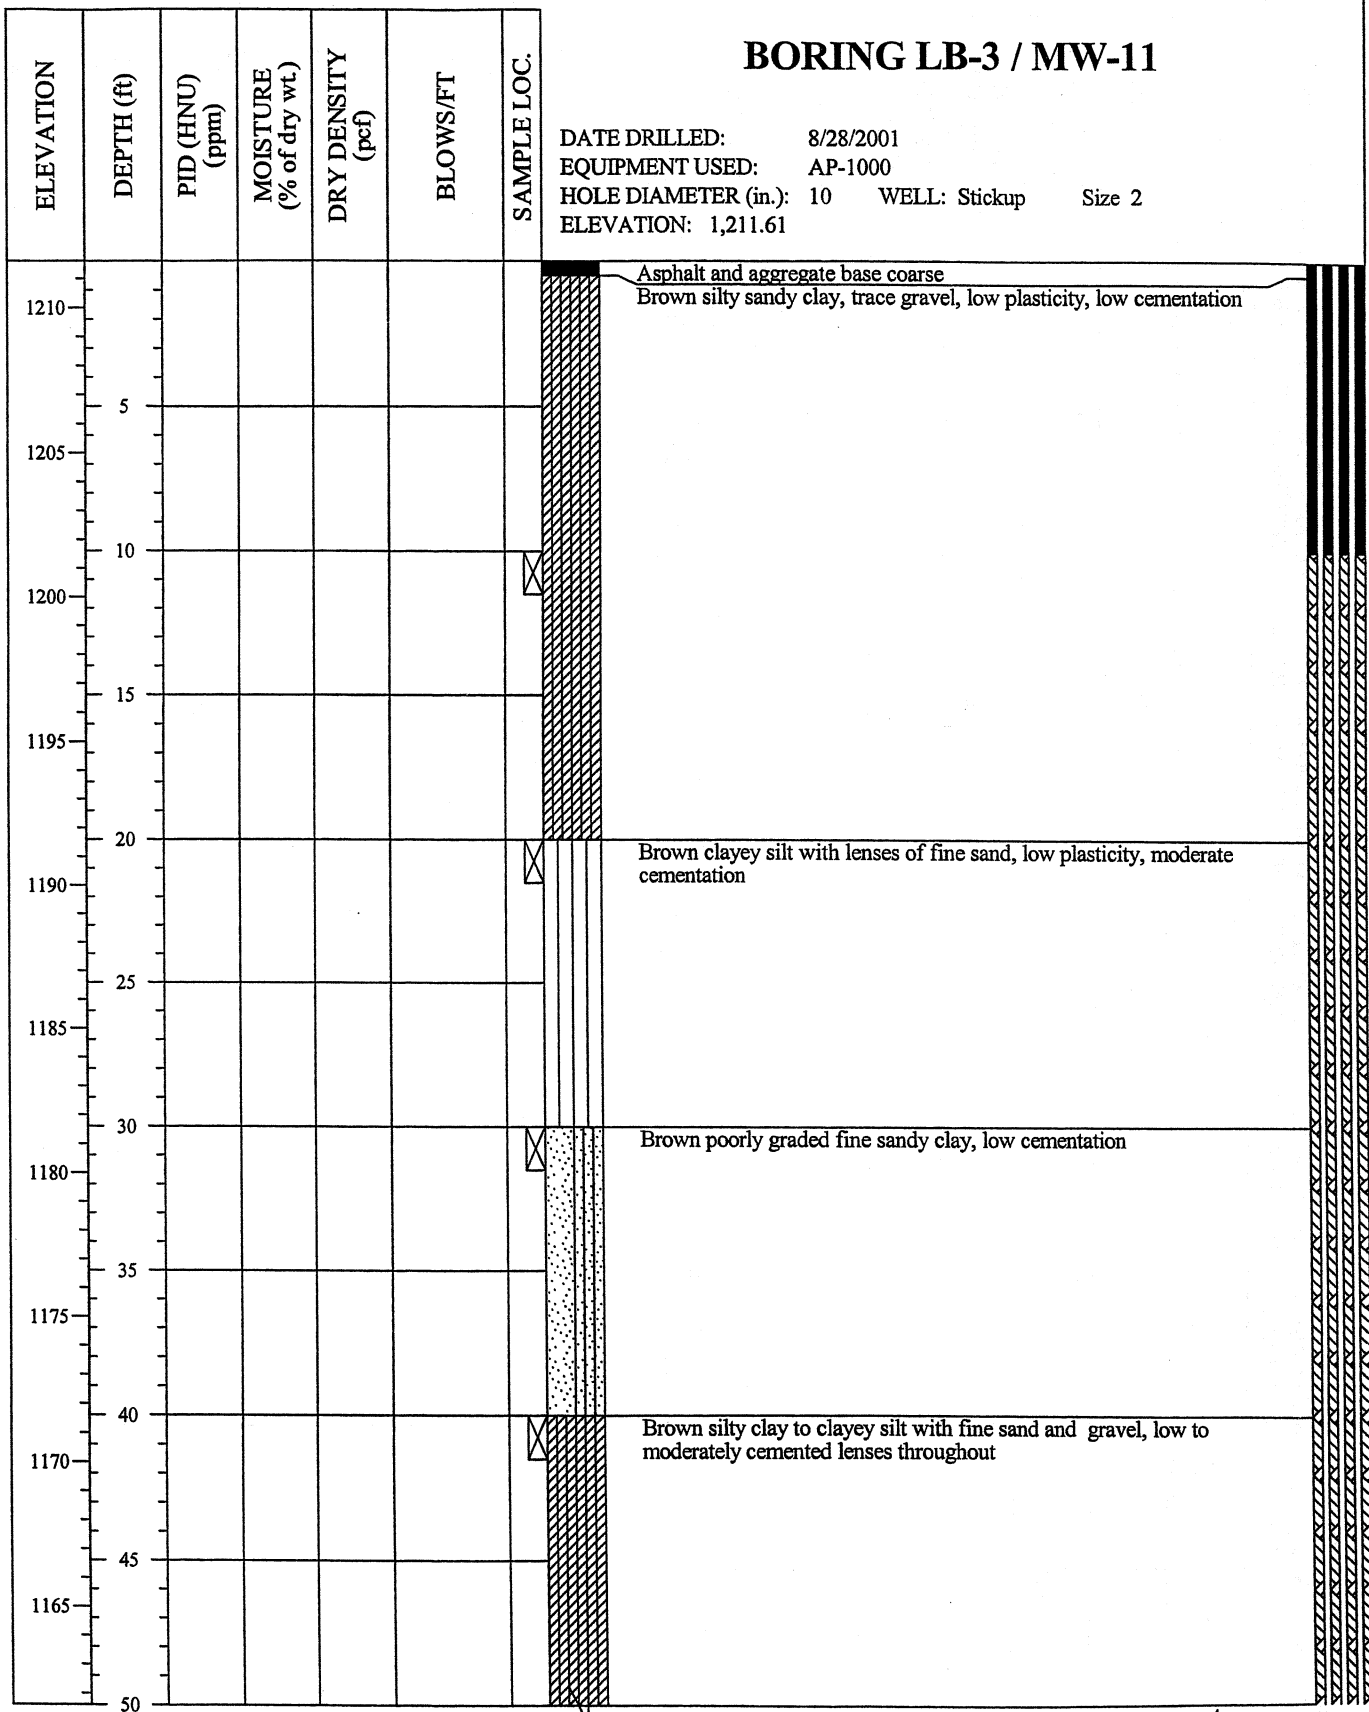 BORING LB-3 / MW-11
ELEVATION
DEPTH (ft)
PID (HNU)
(ppm)
MOISTURE
(% of dry wt.)
DRY DENSITY
(pcf)
BLOWS/FT
SAMPLE LOC.
DATE DRILLED: 8/28/2001
EQUIPMENT USED: AP-1000
HOLE DIAMETER (in.): 10 WELL: Stickup Size 2
ELEVATION: 1,211.61
Asphalt and aggregate base coarse
Brown silty sandy clay, trace gravel, low plasticity, low cementation
1210
5
1205
10
1200
15
1195
20
Brown clayey silt with lenses of fine sand, low plasticity, moderate
cementation
1190
25
1185
30
Brown poorly graded fine sandy clay, low cementation
1180
35
1175
40
Brown silty clay to clayey silt with fine sand and gravel, low to
moderately cemented lenses throughout
1170
45
1165
50